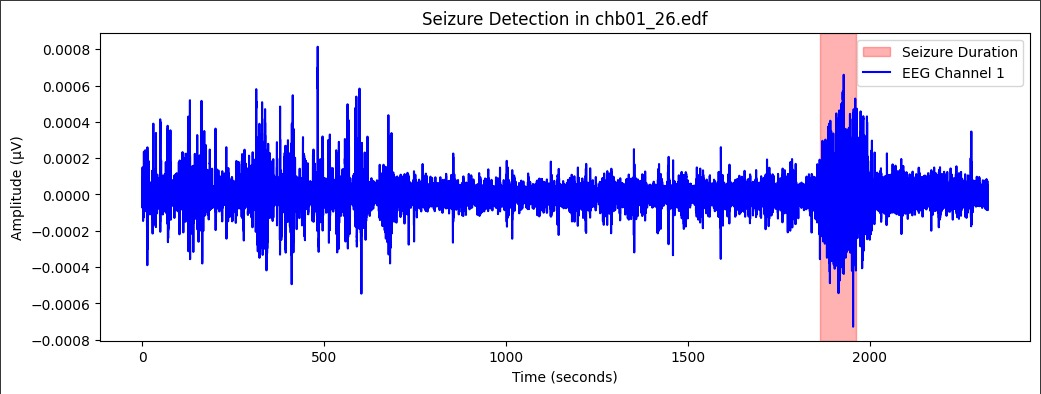 Seizure Detection in chb01_26.edf
Seizure Duration
EEG Channel 1
Amplitude (µV)
0.0008
0.0006
0.0004
0.0002
0.0000
−0.0002
−0.0004
−0.0006
−0.0008
0 500 1000 1500 2000
Time (seconds)